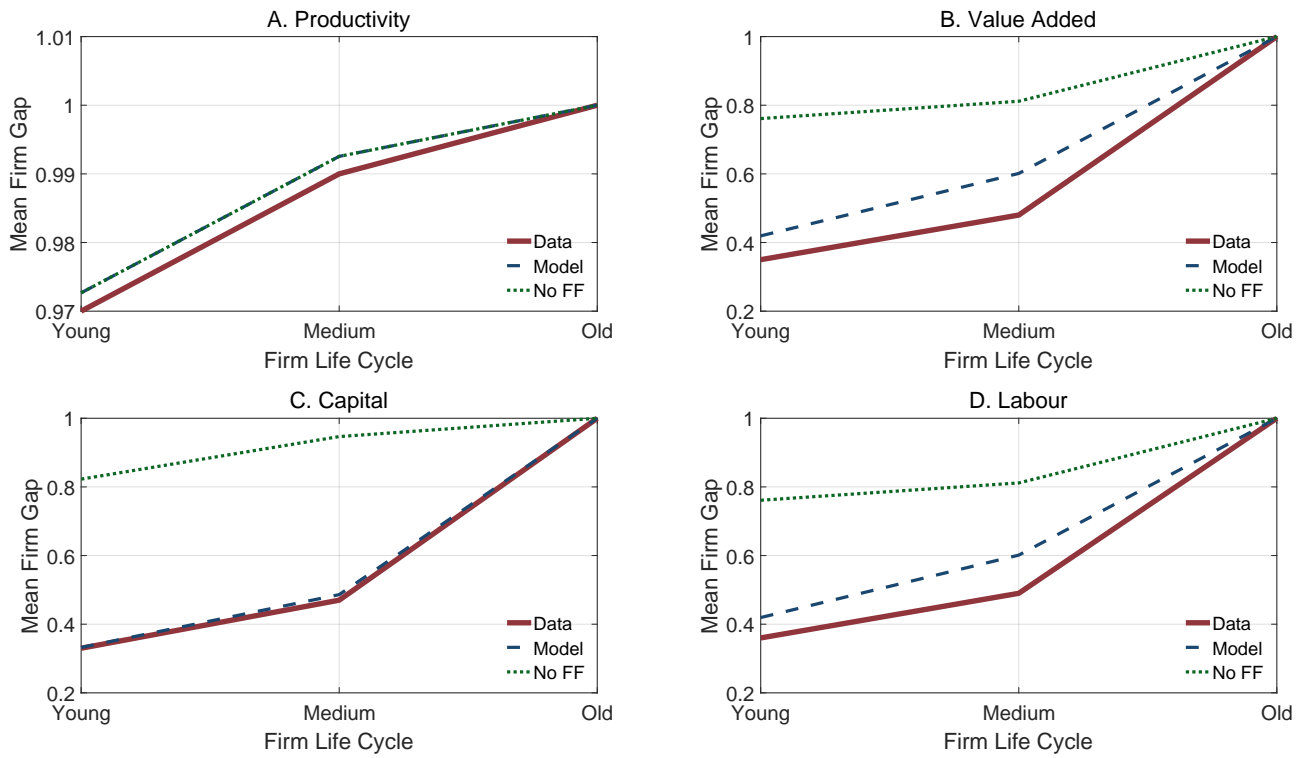 A. Productivity
1.01
1
0.99
0.98
0.97
Mean Firm Gap
Young
Medium
Old
Firm Life Cycle
Data
Model
No FF
B. Value Added
1
0.8
0.6
0.4
0.2
Mean Firm Gap
Young
Medium
Old
Firm Life Cycle
Data
Model
No FF
C. Capital
1
0.8
0.6
0.4
0.2
Mean Firm Gap
Young
Medium
Old
Firm Life Cycle
Data
Model
No FF
D. Labour
1
0.8
0.6
0.4
0.2
Mean Firm Gap
Young
Medium
Old
Firm Life Cycle
Data
Model
No FF